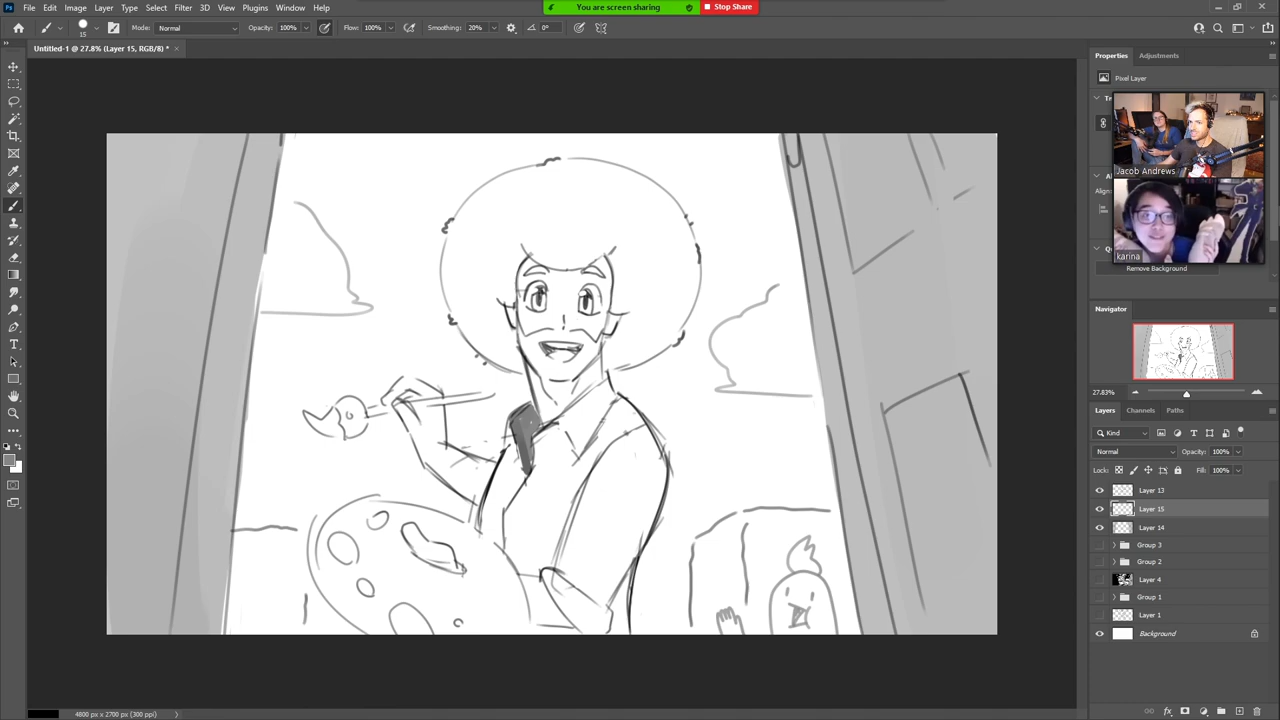 Ps File Edit Image Layer Type Select Filter 3D View Plugins Window Help
You are screen sharing Stop Share
15 Mode: Normal Opacity: 100% Flow: 100% Smoothing: 20% 0°
Untitled-1 @ 27.8% (Layer 15, RGB/8) *
Properties Adjustments
Pixel Layer
Jacob Andrews
karina
Remove Background
Navigator
27.83%
Layers Channels Paths
Kind
Normal Opacity: 100%
Lock: Fill: 100%
Layer 13
Layer 15
Layer 14
Group 3
Group 2
Layer 4
Group 1
Layer 1
Background
4800 px x 2700 px (300 ppi)